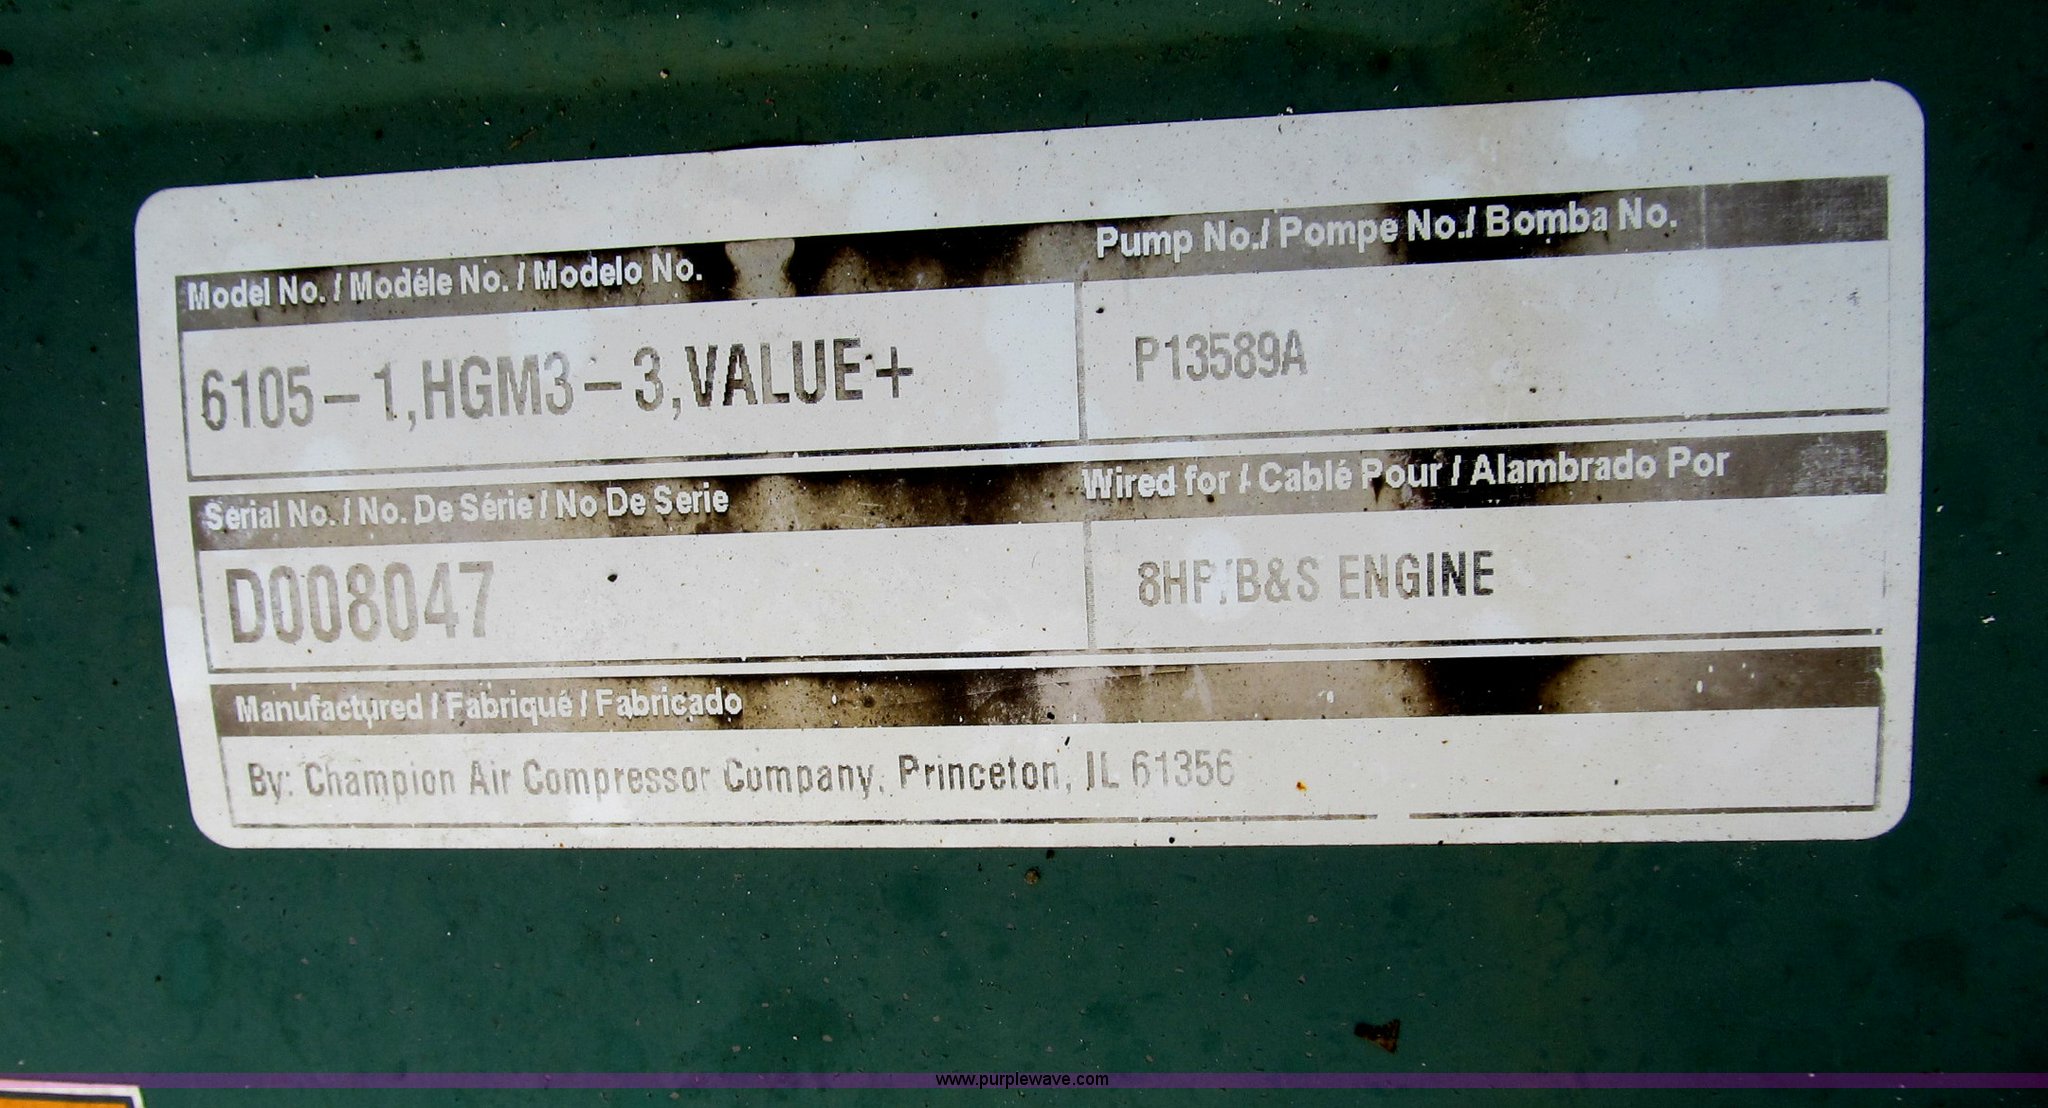 Model No. / Modéle No. / Modelo No.
Pump No./ Pompe No./ Bomba No.
6105-1,HGM3-3,VALUE+
P13589A
Serial No. / No. De Série / No De Serie
Wired for / Cablé Pour / Alambrado Por
D008047
8HP/B&S ENGINE
Manufactured / Fabriqué / Fabricado
By: Champion Air Compressor Company, Princeton, IL 61356
www.purplewave.com